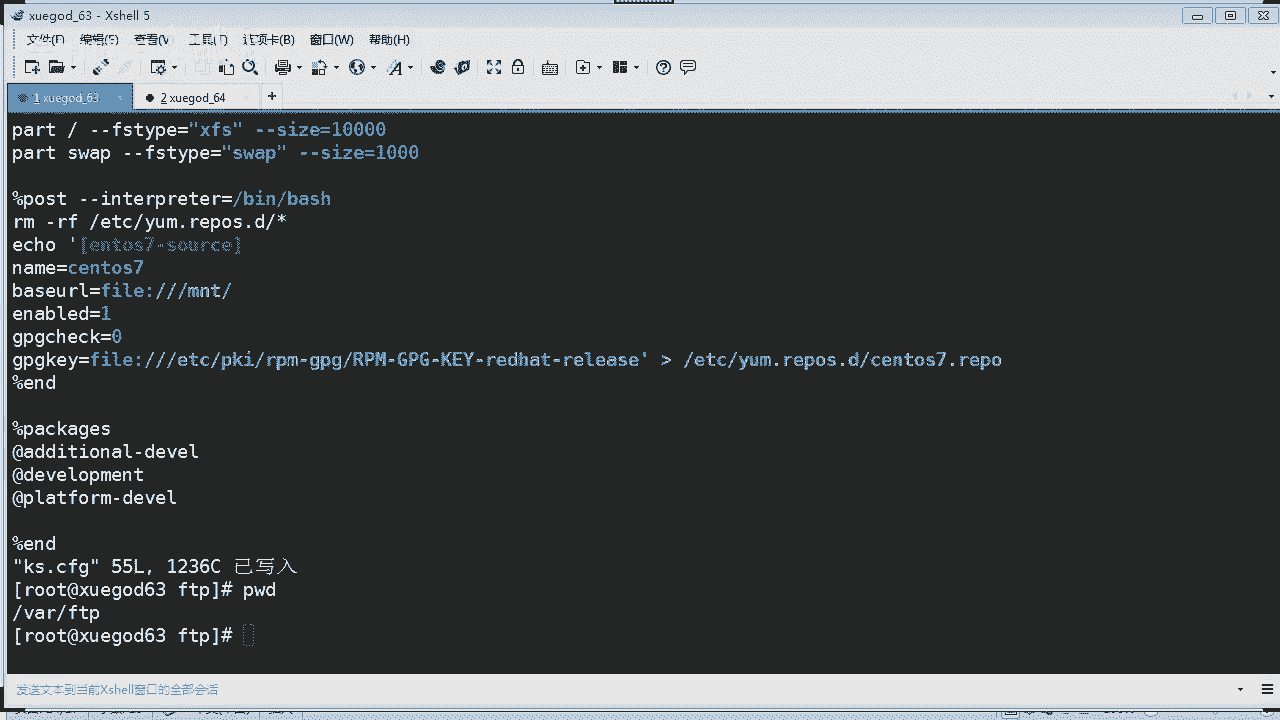 xuegod_63 - Xshell 5
文件(F) 编辑(E) 查看(V) 工具(T) 选项卡(B) 窗口(W) 帮助(H)
1 xuegod_63 2 xuegod_64 +
part / --fstype="xfs" --size=10000
part swap --fstype="swap" --size=1000
%post --interpreter=/bin/bash
rm -rf /etc/yum.repos.d/*
echo '[entos7-source]
name=centos7
baseurl=file:///mnt/
enabled=1
gpgcheck=0
gpgkey=file:///etc/pki/rpm-gpg/RPM-GPG-KEY-redhat-release' > /etc/yum.repos.d/centos7.repo
%end
%packages
@additional-devel
@development
@platform-devel
%end
"ks.cfg" 55L, 1236C 已写入
[root@xuegod63 ftp]# pwd
/var/ftp
[root@xuegod63 ftp]#
发送文本到当前Xshell窗口的全部会话